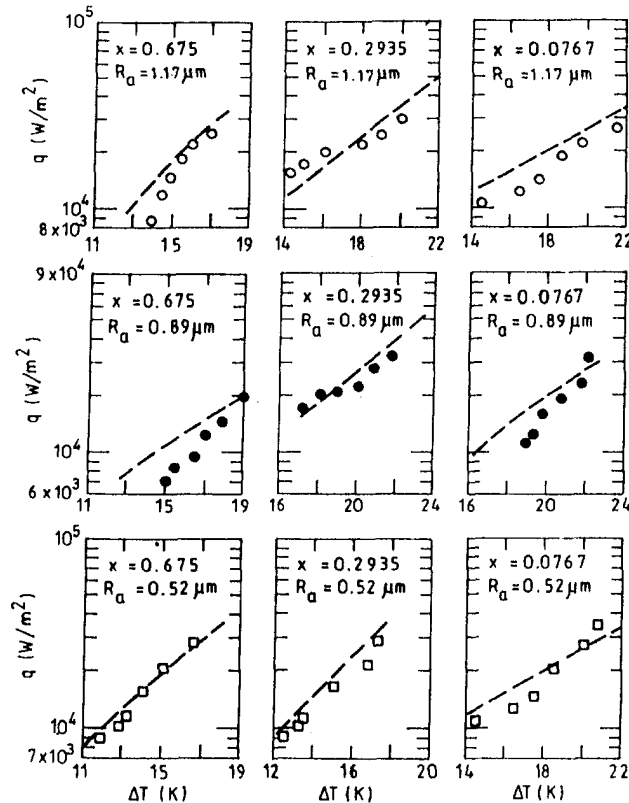 10⁵
x = 0.675
Rₐ = 1.17 μm
x = 0.2935
Rₐ = 1.17 μm
x = 0.0767
Rₐ = 1.17 μm
q (W/m²)
10⁴
8×10³
11 15 19
14 16 18 20 22
14 18 22
9×10⁴
x = 0.675
Rₐ = 0.89 μm
x = 0.2935
Rₐ = 0.89 μm
x = 0.0767
Rₐ = 0.89 μm
q (W/m²)
10⁴
6×10³
11 15 19
16 20 24
16 20 24
10⁵
x = 0.675
Rₐ = 0.52 μm
x = 0.2935
Rₐ = 0.52 μm
x = 0.0767
Rₐ = 0.52 μm
q (W/m²)
10⁴
7×10³
11 15 19
12 14 16 18 20
14 18 22
ΔT (K) ΔT (K) ΔT (K)